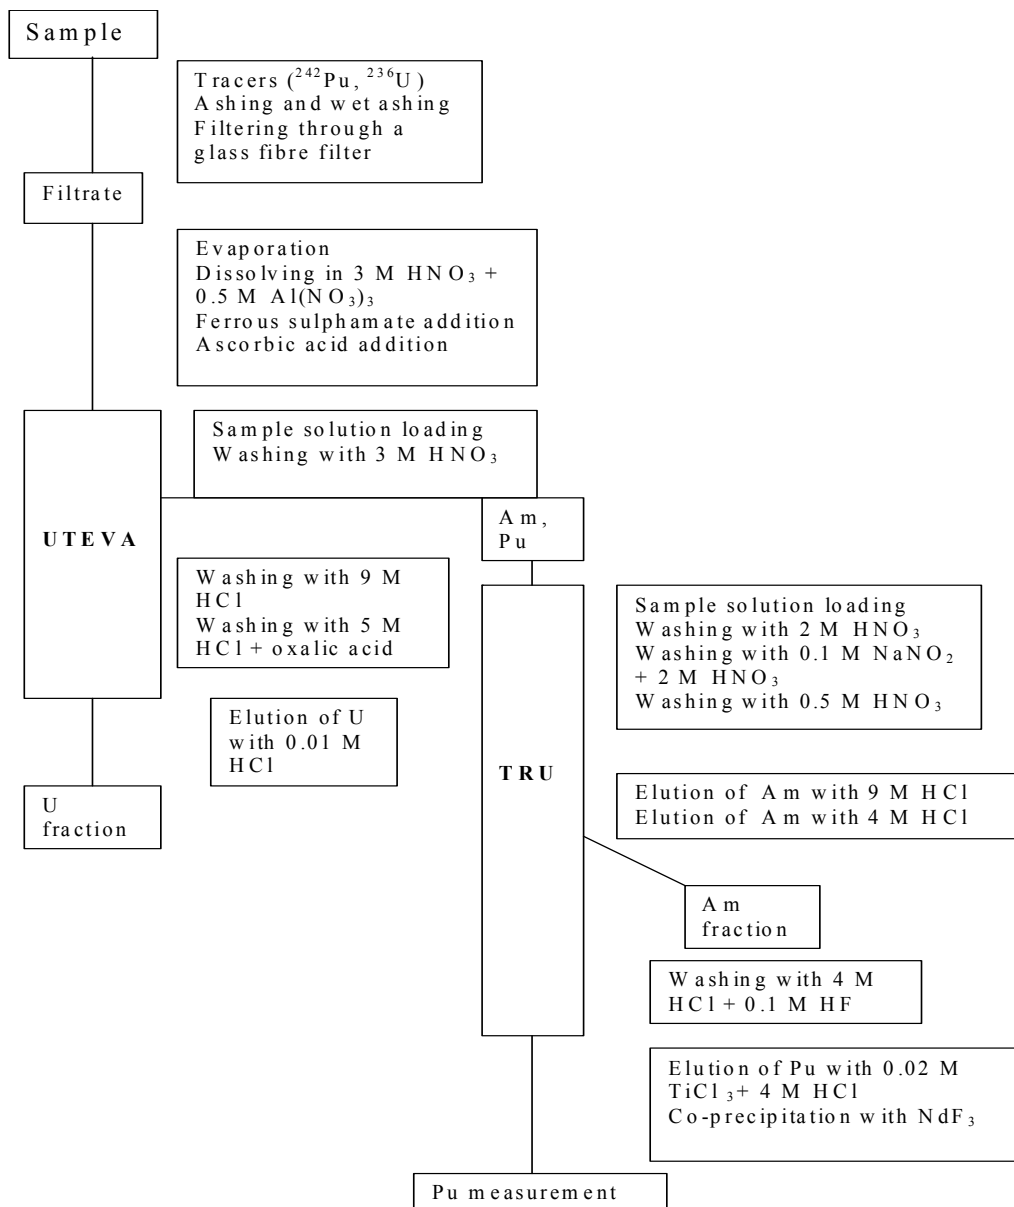 Sample
Tracers (²⁴²Pu, ²³⁶U)
Ashing and wet ashing
Filtering through a
glass fibre filter
Filtrate
Evaporation
Dissolving in 3 M HNO₃ +
0.5 M Al(NO₃)₃
Ferrous sulphamate addition
Ascorbic acid addition
Sample solution loading
Washing with 3 M HNO₃
UTEVA
Am,
Pu
Washing with 9 M
HCl
Washing with 5 M
HCl + oxalic acid
Sample solution loading
Washing with 2 M HNO₃
Washing with 0.1 M NaNO₂
+ 2 M HNO₃
Washing with 0.5 M HNO₃
Elution of U
with 0.01 M
HCl
TRU
U
fraction
Elution of Am with 9 M HCl
Elution of Am with 4 M HCl
Am
fraction
Washing with 4 M
HCl + 0.1 M HF
Elution of Pu with 0.02 M
TiCl₃ + 4 M HCl
Co-precipitation with NdF₃
Pu measurement